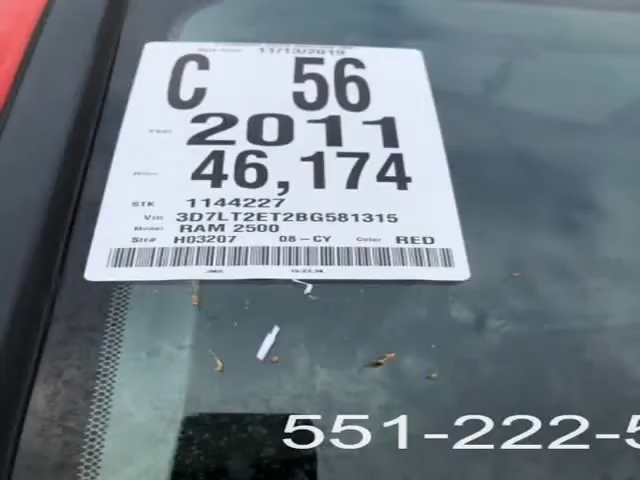 11/13/2019
C 56
2011
46,174
STK 1144227
Vin 3D7LT2ET2BG581315
Model RAM 2500
Str# H03207 08-CY Color RED
551-222-5